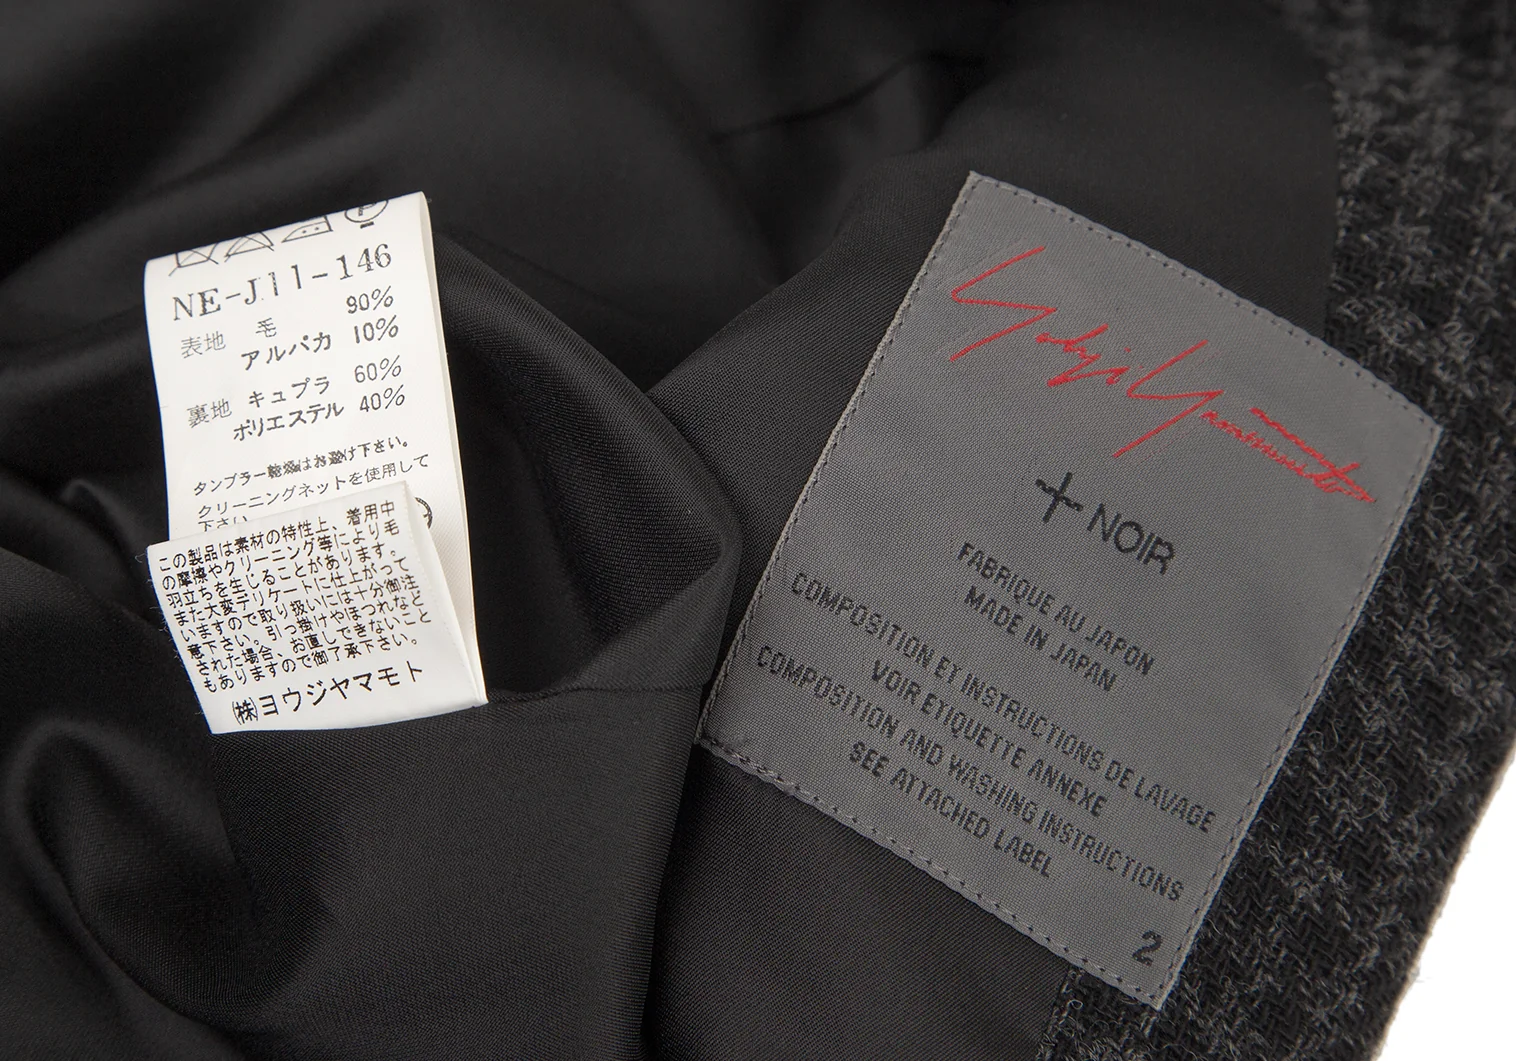 NE-J11-146
表地 毛 90%
アルパカ 10%
裏地 キュプラ 60%
ポリエステル 40%
タンブラー乾燥はお避け下さい。
クリーニングネットを使用して
下さい
この製品は素材の特性上、着用中
の摩擦やクリーニング等により毛
羽立ちを生じることがあります。
また大変デリケートに仕上がって
いますので取り扱いには十分御注
意下さい。引っ掛けやほつれなど
された場合、お直しできないこと
もありますので御了承下さい。
㈱ヨウジヤマモト
Yohji Yamamoto
+NOIR
FABRIQUE AU JAPON
MADE IN JAPAN
COMPOSITION ET INSTRUCTIONS DE LAVAGE
VOIR ETIQUETTE ANNEXE
COMPOSITION AND WASHING INSTRUCTIONS
SEE ATTACHED LABEL
2